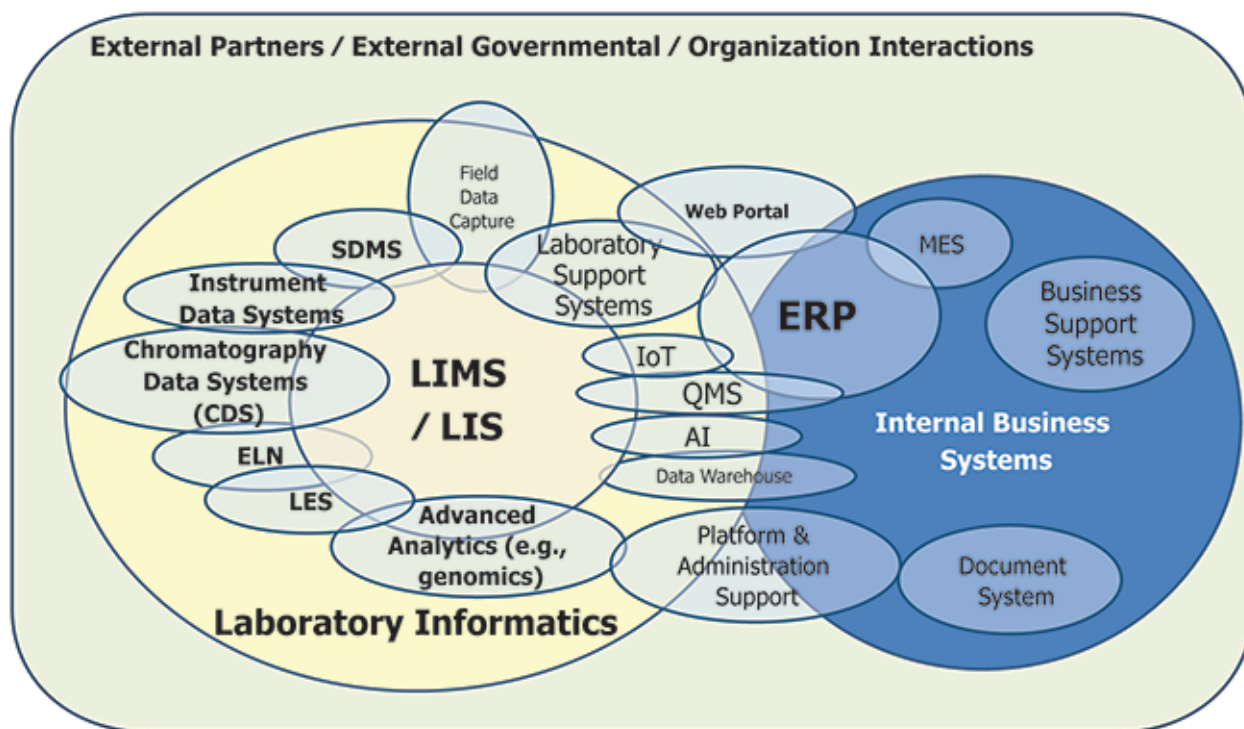 External Partners / External Governmental / Organization Interactions
Field
Data
Capture
SDMS
Web Portal
Laboratory
Support
Systems
MES
Instrument
Data Systems
ERP
Business
Support
Systems
Chromatography
Data Systems
(CDS)
LIMS
/ LIS
IoT
QMS
AI
Data Warehouse
Internal Business
Systems
ELN
LES
Advanced
Analytics (e.g.,
genomics)
Platform &
Administration
Support
Document
System
Laboratory Informatics